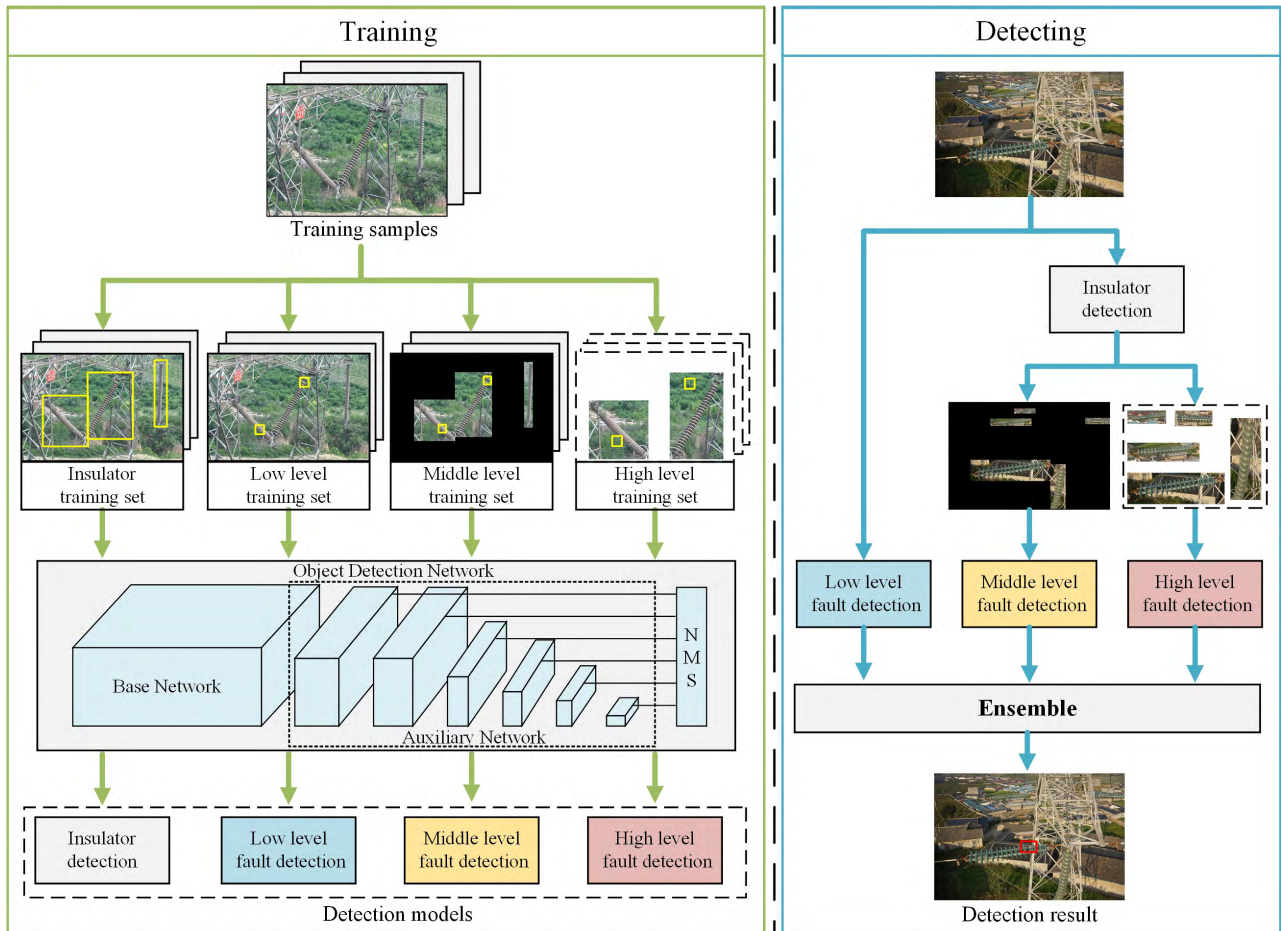 Training
Training samples
Insulator
training set
Low level
training set
Middle level
training set
High level
training set
Object Detection Network
Base Network
N
M
S
Auxiliary Network
Insulator
detection
Low level
fault detection
Middle level
fault detection
High level
fault detection
Detection models
Detecting
Insulator
detection
Low level
fault detection
Middle level
fault detection
High level
fault detection
Ensemble
Detection result